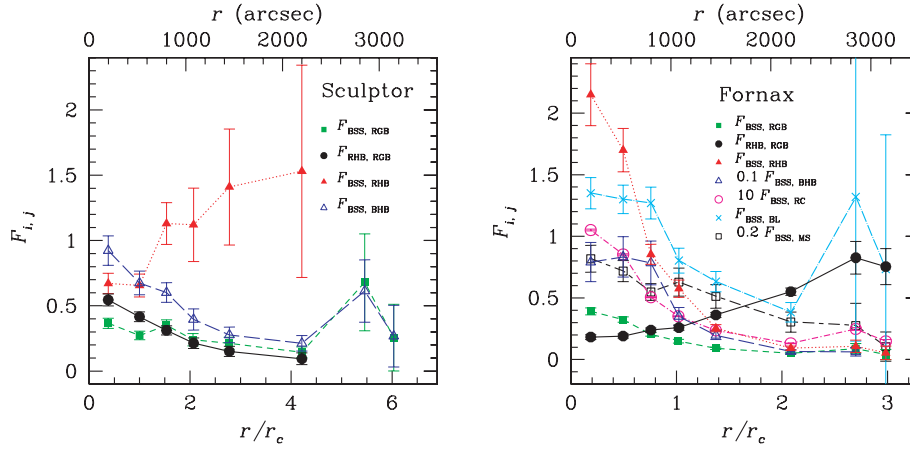 r (arcsec)
0 1000 2000 3000
Sculptor
F_BSS, RGB
F_RHB, RGB
F_BSS, RHB
F_BSS, BHB
2
1.5
1
0.5
0
F_i, j
0 2 4 6
r/r_c
r (arcsec)
0 1000 2000 3000
Fornax
F_BSS, RGB
F_RHB, RGB
F_BSS, RHB
0.1 F_BSS, BHB
10 F_BSS, RC
F_BSS, BL
0.2 F_BSS, MS
2
1.5
1
0.5
0
F_i, j
0 1 2 3
r/r_c